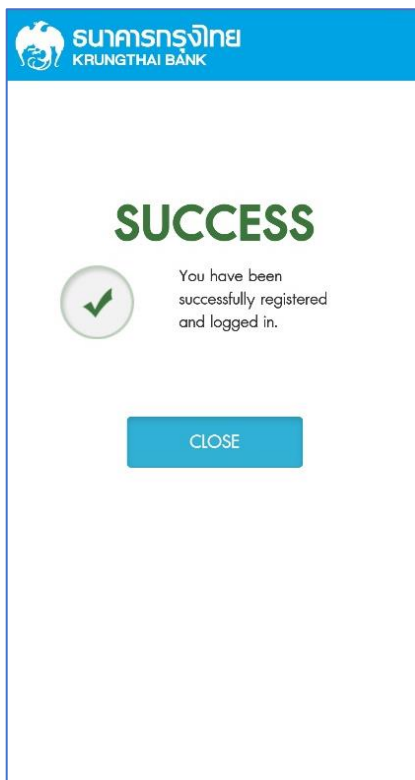 ธนาคารกรุงไทย
KRUNGTHAI BANK
SUCCESS
You have been
successfully registered
and logged in.
CLOSE